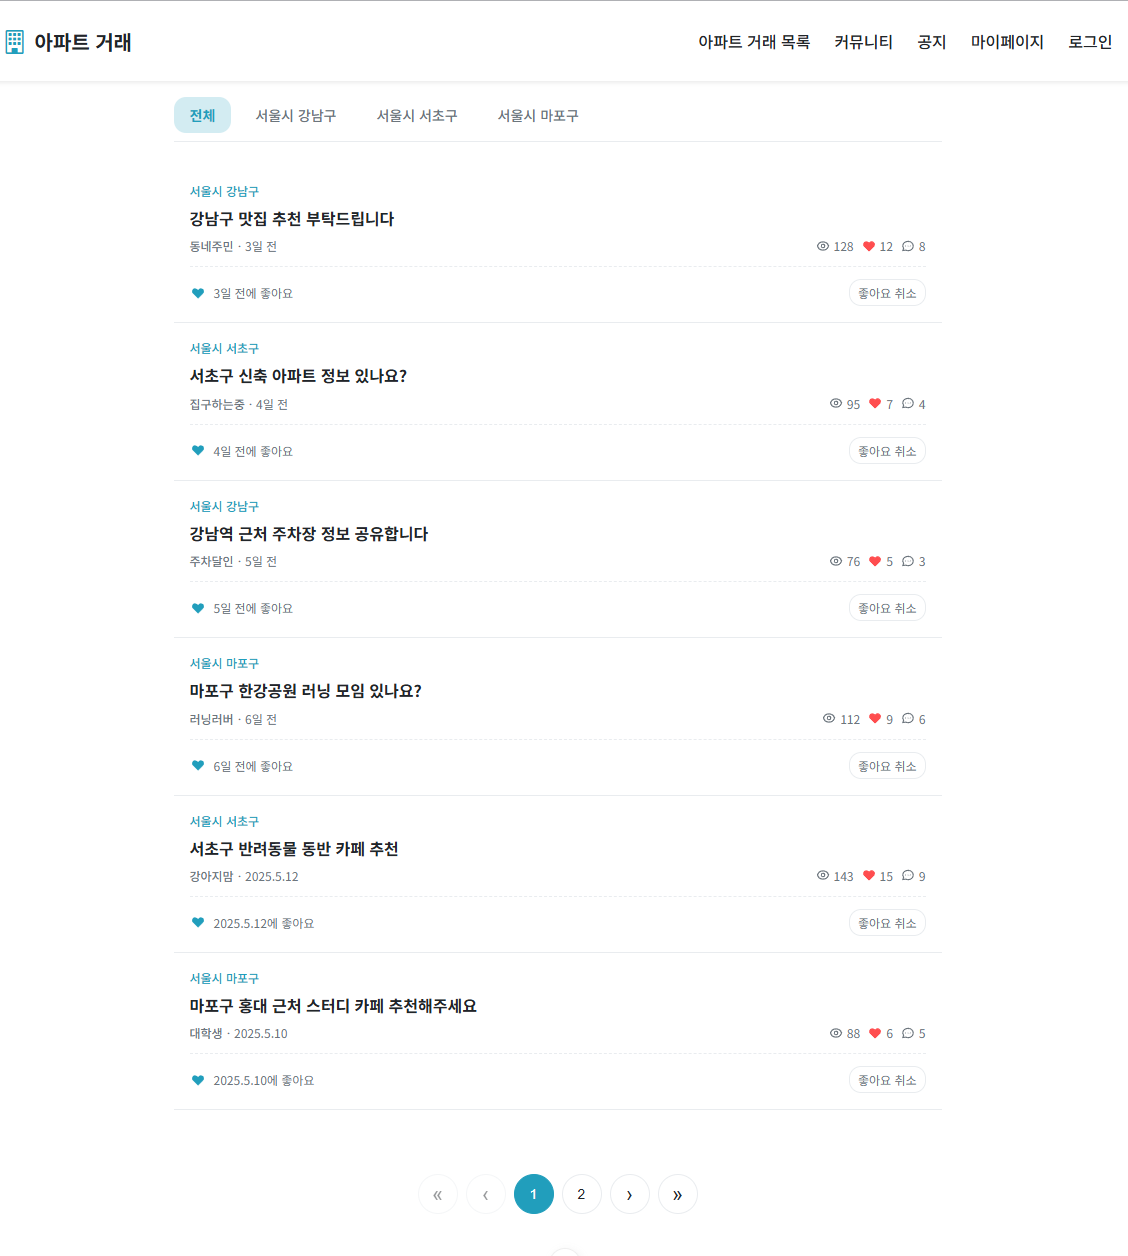 아파트 거래
아파트 거래 목록 커뮤니티 공지 마이페이지 로그인
전체 서울시 강남구 서울시 서초구 서울시 마포구
서울시 강남구
강남구 맛집 추천 부탁드립니다
동네주민 · 3일 전 128 12 8
3일 전에 좋아요 좋아요 취소
서울시 서초구
서초구 신축 아파트 정보 있나요?
집구하는중 · 4일 전 95 7 4
4일 전에 좋아요 좋아요 취소
서울시 강남구
강남역 근처 주차장 정보 공유합니다
주차달인 · 5일 전 76 5 3
5일 전에 좋아요 좋아요 취소
서울시 마포구
마포구 한강공원 러닝 모임 있나요?
러닝러버 · 6일 전 112 9 6
6일 전에 좋아요 좋아요 취소
서울시 서초구
서초구 반려동물 동반 카페 추천
강아지맘 · 2025.5.12 143 15 9
2025.5.12에 좋아요 좋아요 취소
서울시 마포구
마포구 홍대 근처 스터디 카페 추천해주세요
대학생 · 2025.5.10 88 6 5
2025.5.10에 좋아요 좋아요 취소
« ‹ 1 2 › »